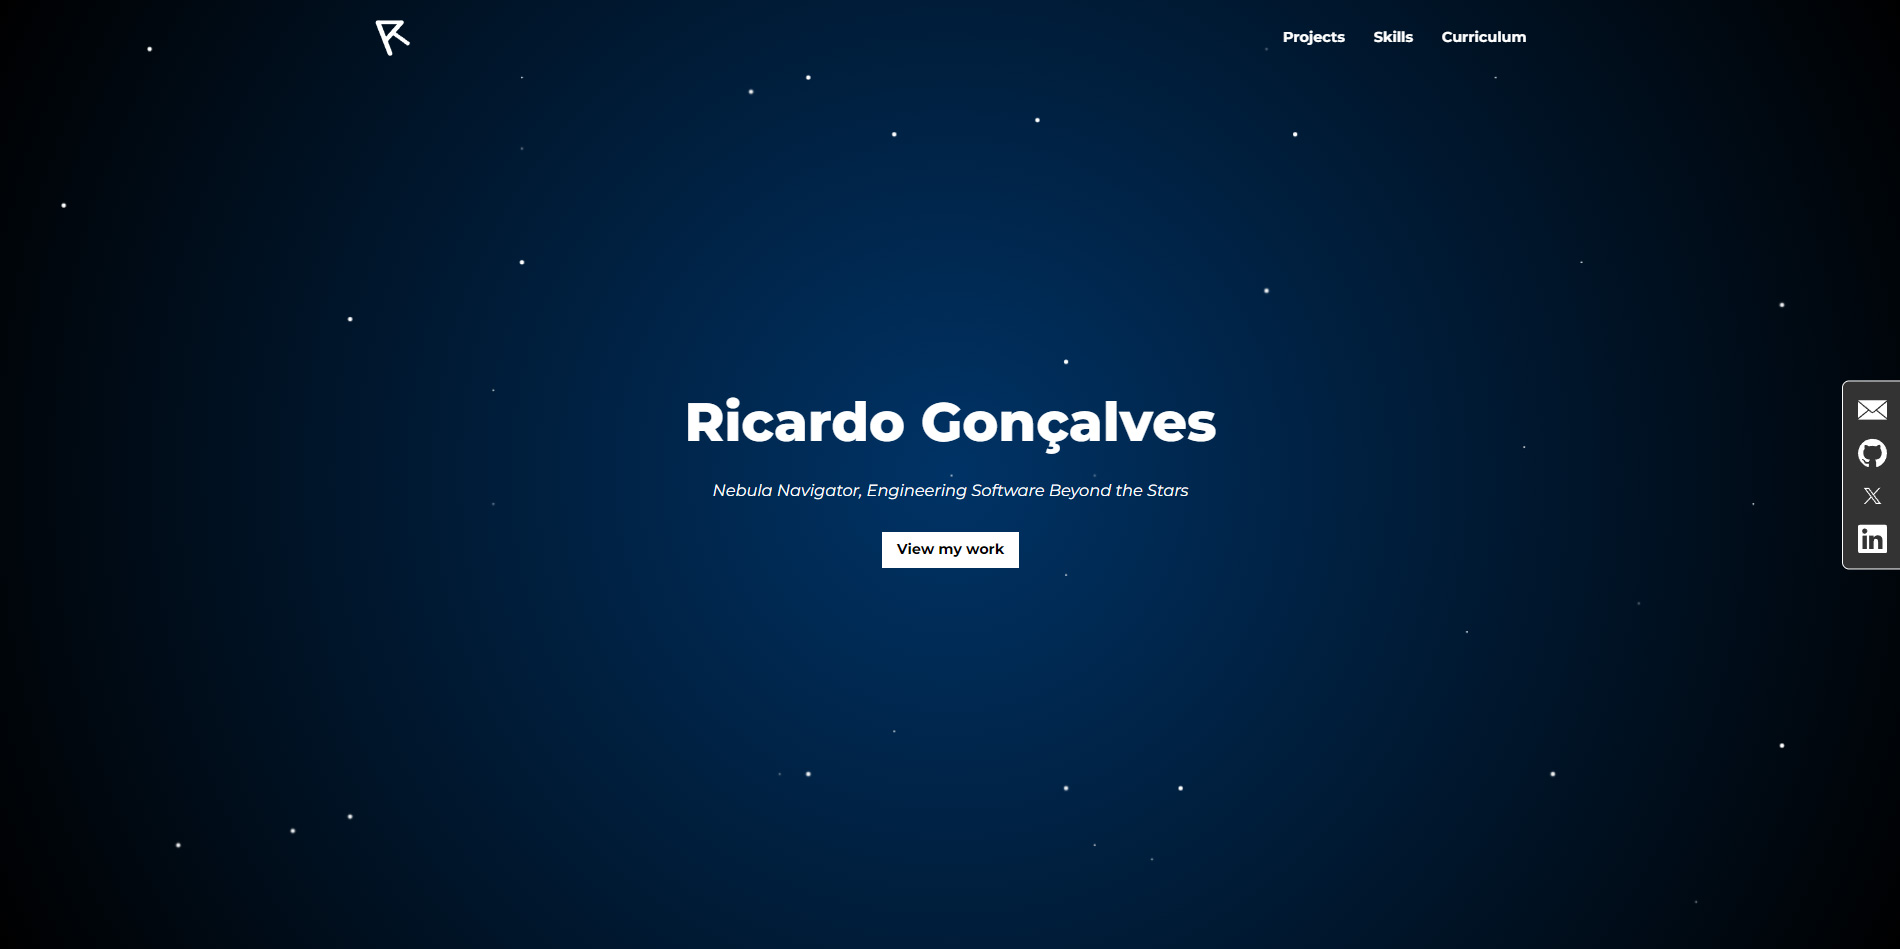 Projects Skills Curriculum
Ricardo Gonçalves
Nebula Navigator, Engineering Software Beyond the Stars
View my work